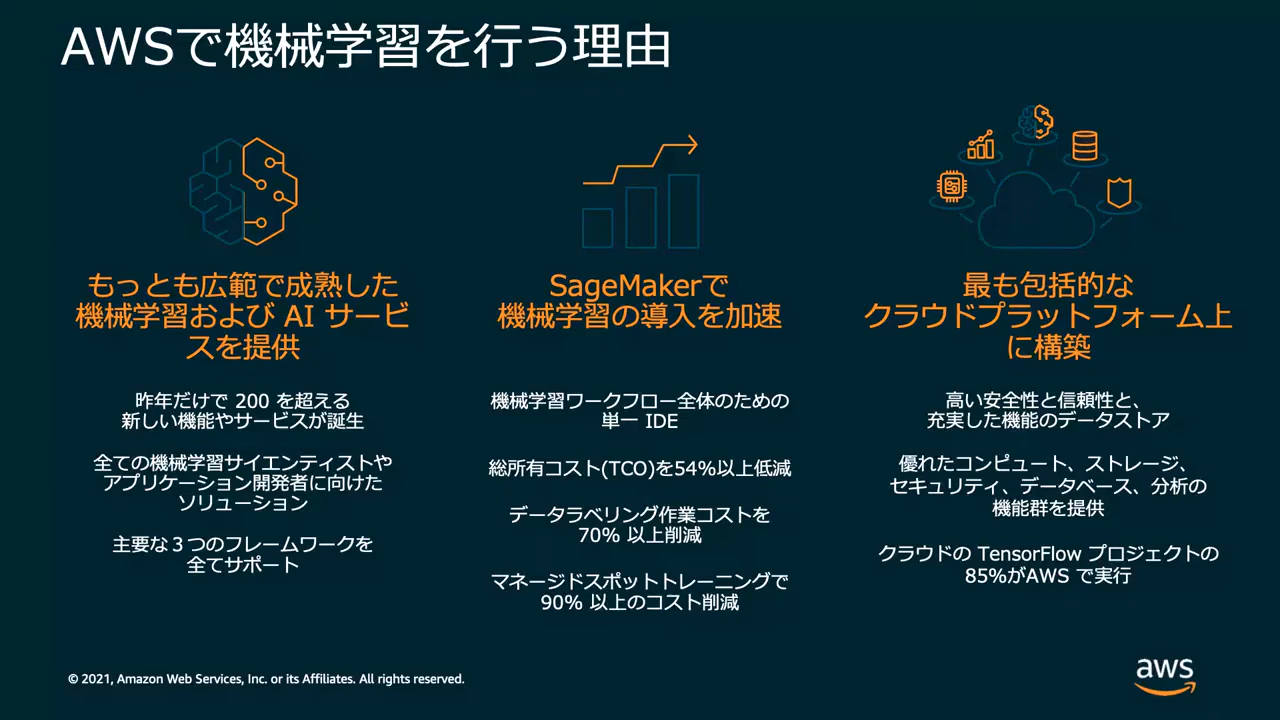 AWSで機械学習を行う理由
もっとも広範で成熟した
機械学習および AI サービ
スを提供
昨年だけで 200 を超える
新しい機能やサービスが誕生
全ての機械学習サイエンティストや
アプリケーション開発者に向けた
ソリューション
主要な３つのフレームワークを
全てサポート
SageMakerで
機械学習の導入を加速
機械学習ワークフロー全体のための
単一 IDE
総所有コスト(TCO)を54%以上低減
データラベリング作業コストを
70% 以上削減
マネージドスポットトレーニングで
90% 以上のコスト削減
最も包括的な
クラウドプラットフォーム上
に構築
高い安全性と信頼性と、
充実した機能のデータストア
優れたコンピュート、ストレージ、
セキュリティ、データベース、分析の
機能群を提供
クラウドの TensorFlow プロジェクトの
85%がAWS で実行
© 2021, Amazon Web Services, Inc. or its Affiliates. All rights reserved.
aws